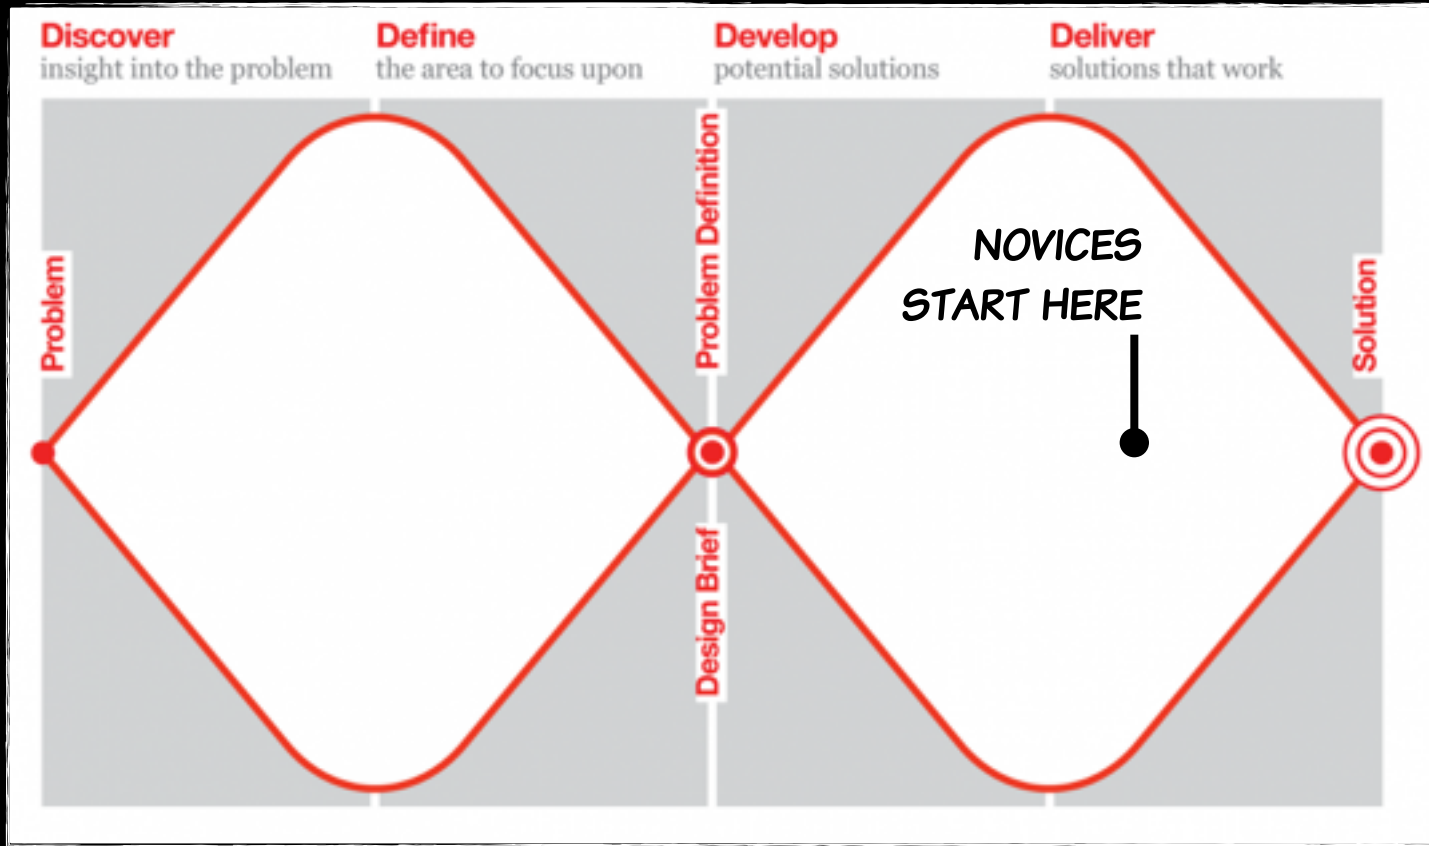 Discover
insight into the problem
Define
the area to focus upon
Develop
potential solutions
Deliver
solutions that work
Problem
Problem Definition
Design Brief
NOVICES
START HERE
Solution